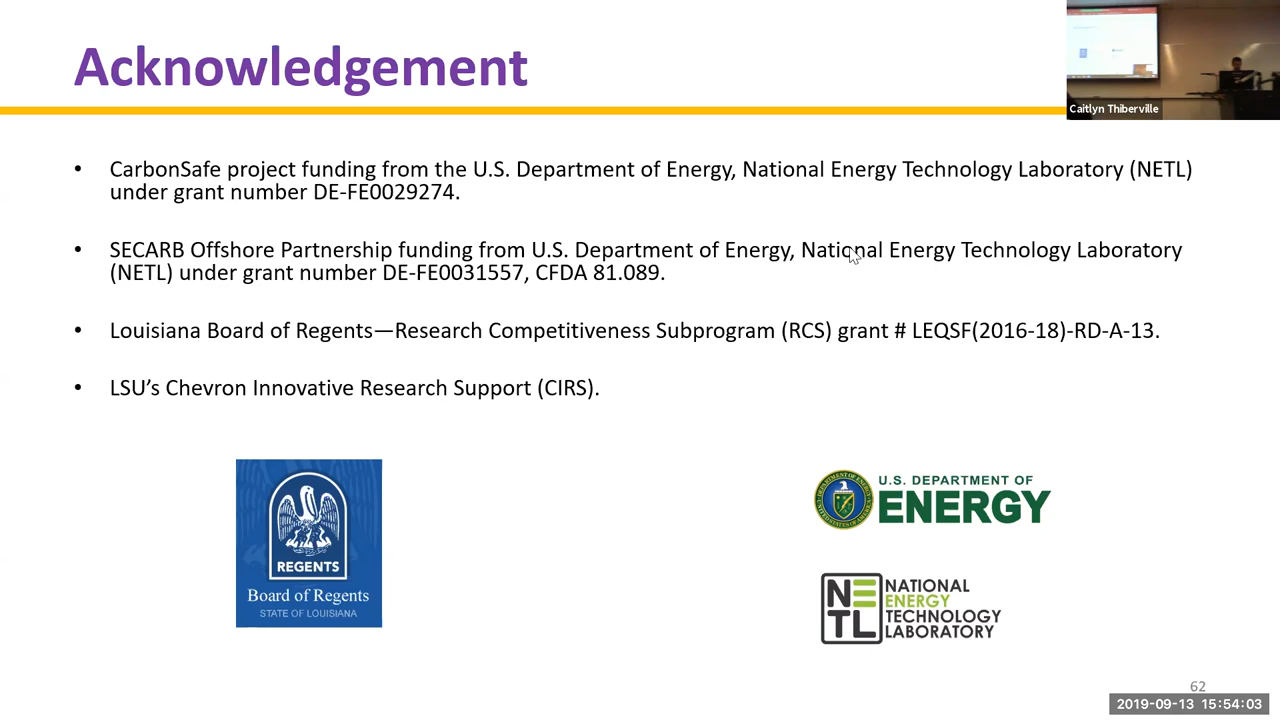 Acknowledgement
Caitlyn Thiberville
• CarbonSafe project funding from the U.S. Department of Energy, National Energy Technology Laboratory (NETL)
under grant number DE-FE0029274.
• SECARB Offshore Partnership funding from U.S. Department of Energy, National Energy Technology Laboratory
(NETL) under grant number DE-FE0031557, CFDA 81.089.
• Louisiana Board of Regents—Research Competitiveness Subprogram (RCS) grant # LEQSF(2016-18)-RD-A-13.
• LSU’s Chevron Innovative Research Support (CIRS).
REGENTS
Board of Regents
STATE OF LOUISIANA
U.S. DEPARTMENT OF
ENERGY
NE
TL
NATIONAL
ENERGY
TECHNOLOGY
LABORATORY
62
2019-09-13 15:54:03